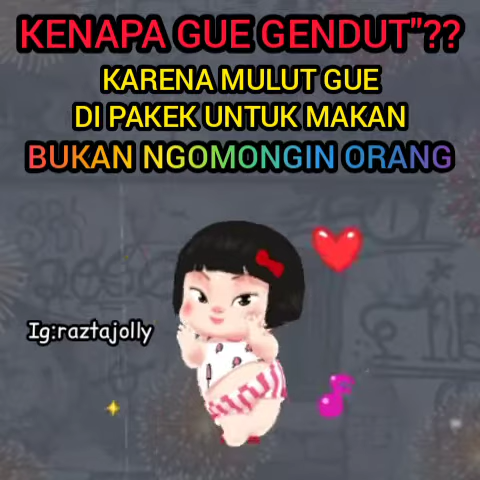 KENAPA GUE GENDUT"??
KARENA MULUT GUE
DI PAKEK UNTUK MAKAN
BUKAN NGOMONGIN ORANG
Ig:raztajolly